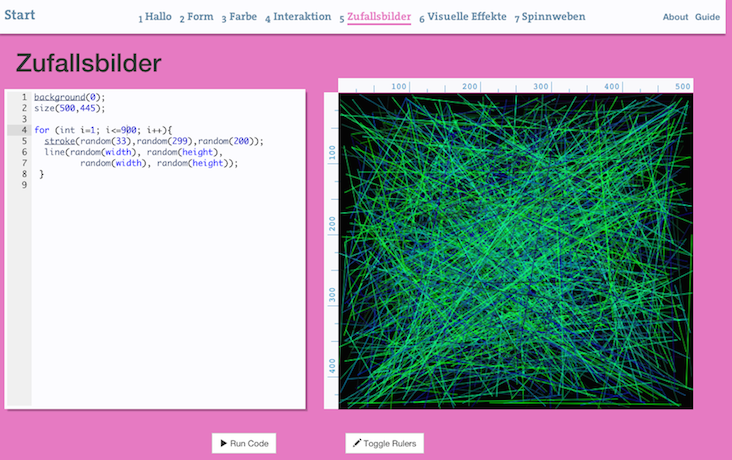 Start 1 Hallo 2 Form 3 Farbe 4 Interaktion 5 Zufallsbilder 6 Visuelle Effekte 7 Spinnweben About Guide
Zufallsbilder
1 background(0);
2 size(500,445);
3
4 for (int i=1; i<=900; i++){
5 stroke(random(33),random(299),random(200));
6 line(random(width), random(height),
7 random(width), random(height));
8 }
9
100 200 300 400 500
100
200
300
400
Run Code
Toggle Rulers